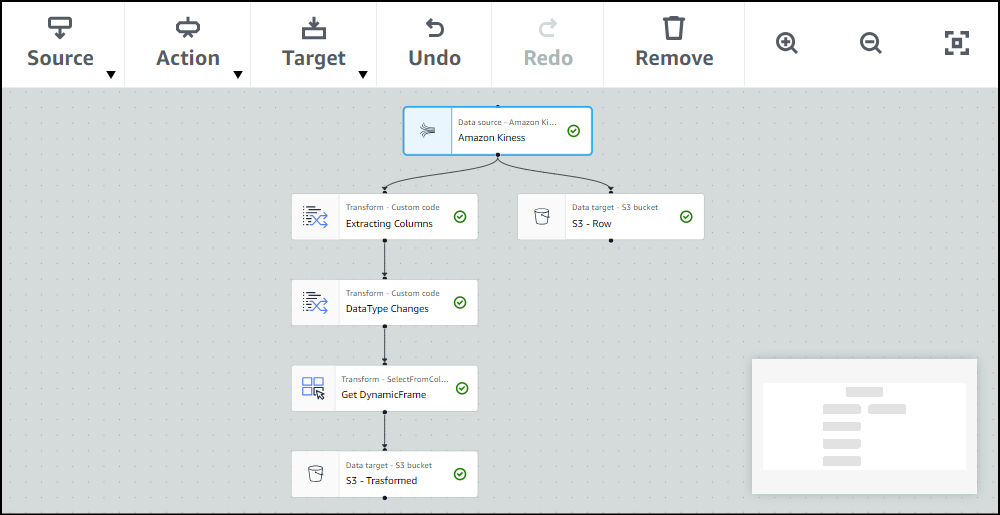 Source
Action
Target
Undo
Redo
Remove
Data source - Amazon Ki...
Amazon Kiness
Transform - Custom code
Extracting Columns
Data target - S3 bucket
S3 - Row
Transform - Custom code
DataType Changes
Transform - SelectFromCol...
Get DynamicFrame
Data target - S3 bucket
S3 - Trasformed